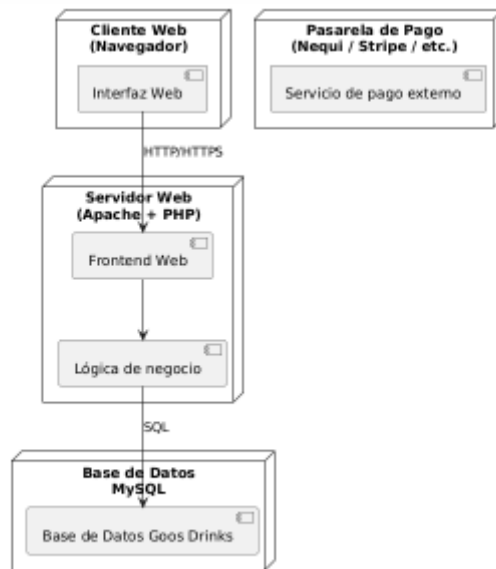 Cliente Web
(Navegador)
Interfaz Web
Pasarela de Pago
(Nequi / Stripe / etc.)
Servicio de pago externo
HTTP/HTTPS
Servidor Web
(Apache + PHP)
Frontend Web
Lógica de negocio
SQL
Base de Datos
MySQL
Base de Datos Goos Drinks